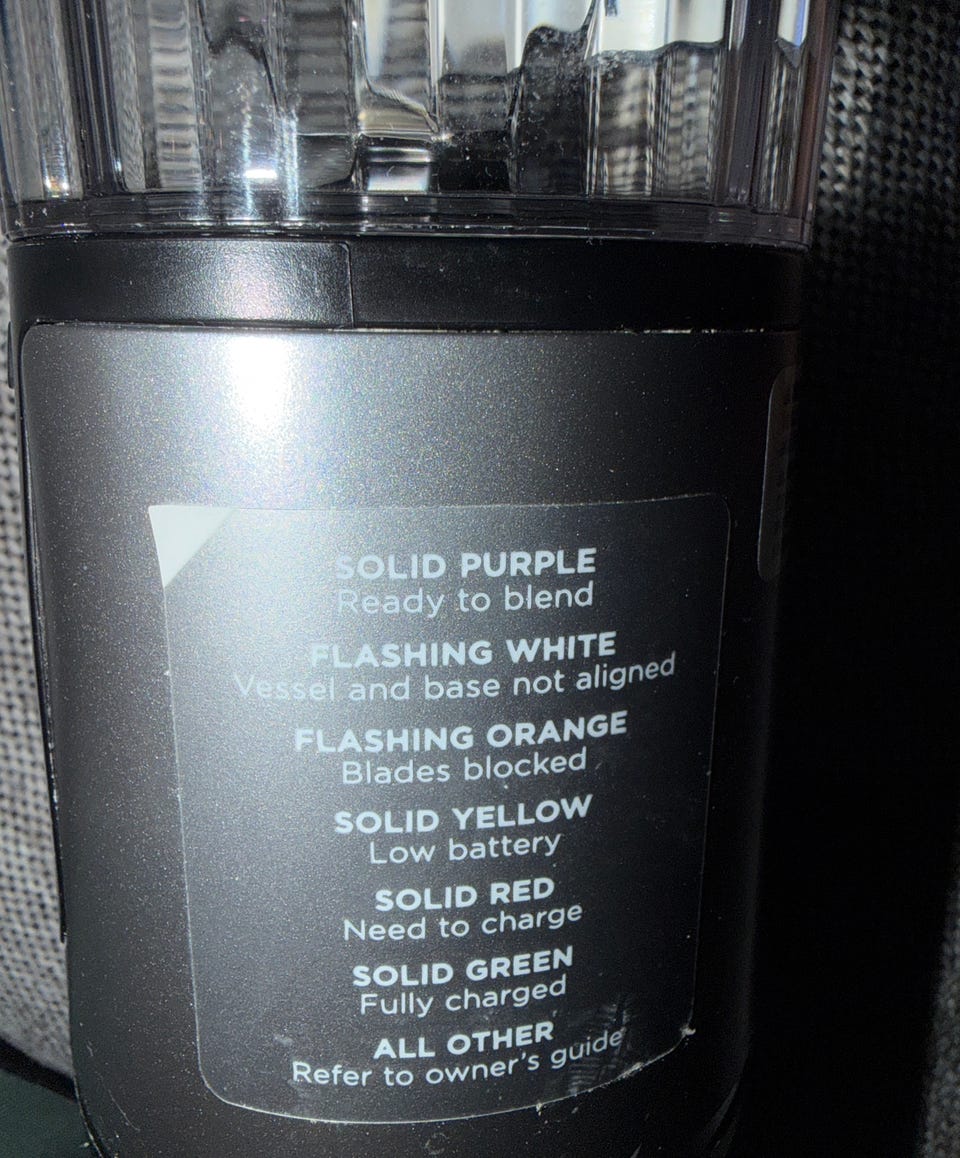 SOLID PURPLE
Ready to blend
FLASHING WHITE
Vessel and base not aligned
FLASHING ORANGE
Blades blocked
SOLID YELLOW
Low battery
SOLID RED
Need to charge
SOLID GREEN
Fully charged
ALL OTHER
Refer to owner's guide